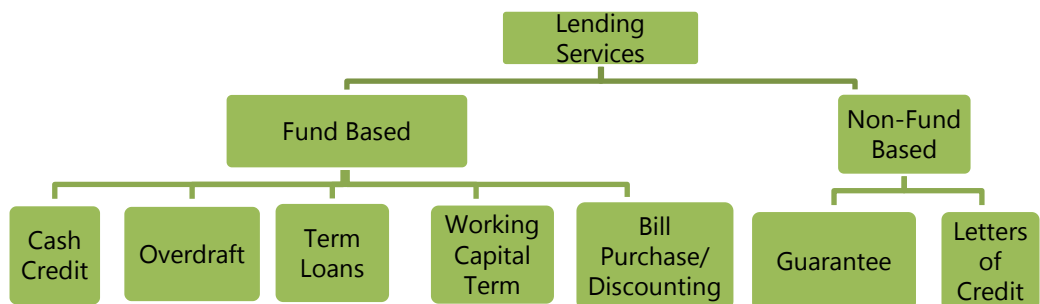 Lending
Services
Fund Based
Non-Fund
Based
Cash
Credit
Overdraft
Term
Loans
Working
Capital
Term
Bill
Purchase/
Discounting
Guarantee
Letters
of
Credit